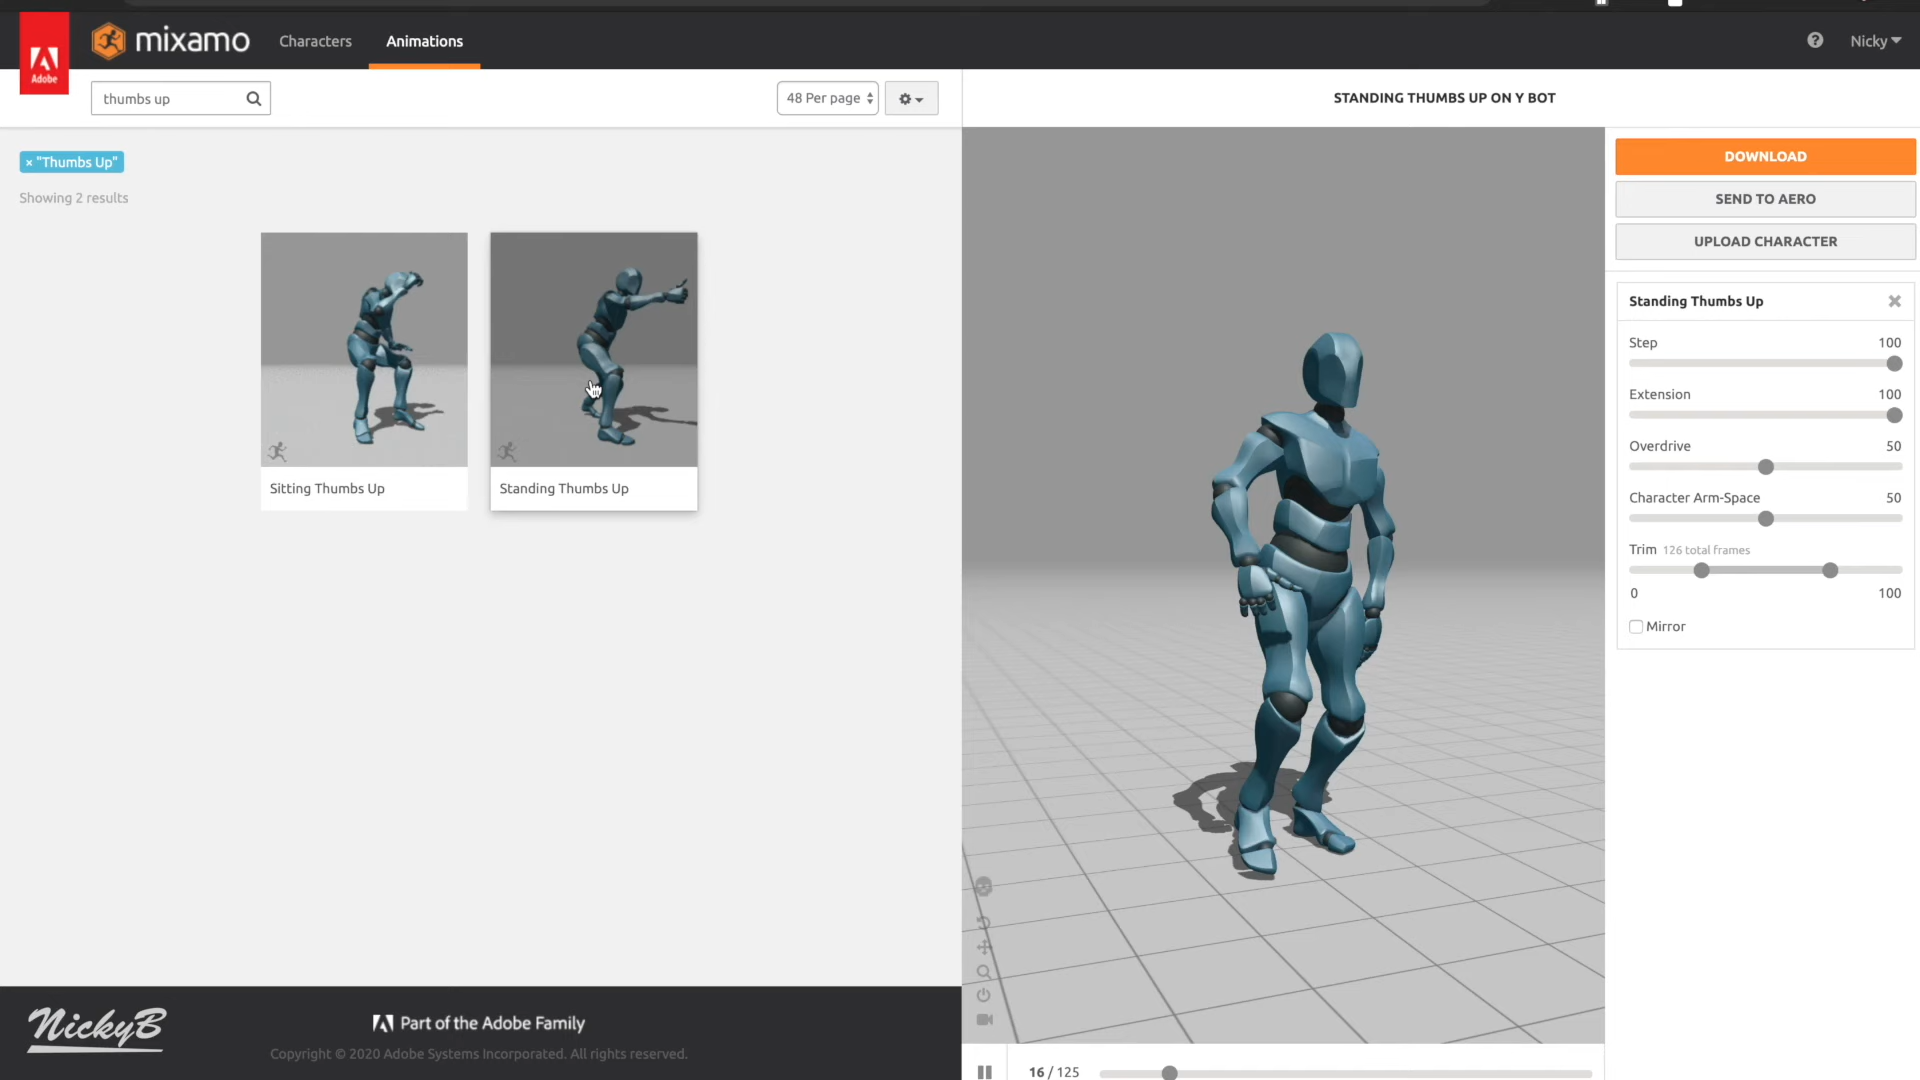 Adobe
mixamo
Characters
Animations
Nicky
thumbs up
48 Per page
STANDING THUMBS UP ON Y BOT
× "Thumbs Up"
Showing 2 results
Sitting Thumbs Up
Standing Thumbs Up
DOWNLOAD
SEND TO AERO
UPLOAD CHARACTER
Standing Thumbs Up
Step 100
Extension 100
Overdrive 50
Character Arm-Space 50
Trim 126 total frames
0 100
Mirror
NickyB
Part of the Adobe Family
Copyright © 2020 Adobe Systems Incorporated. All rights reserved.
16 / 125